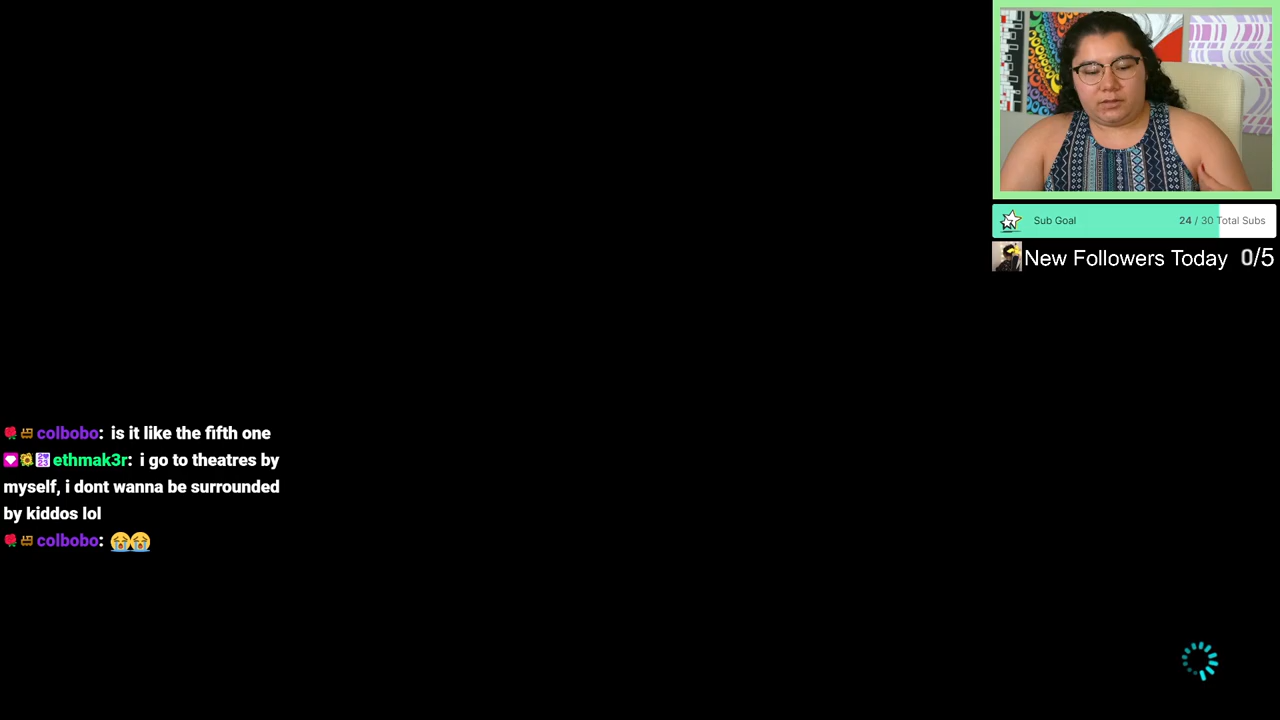 Sub Goal 24 / 30 Total Subs
New Followers Today 0/5
colbobo: is it like the fifth one
ethmak3r: i go to theatres by
myself, i dont wanna be surrounded
by kiddos lol
colbobo: 😭😭